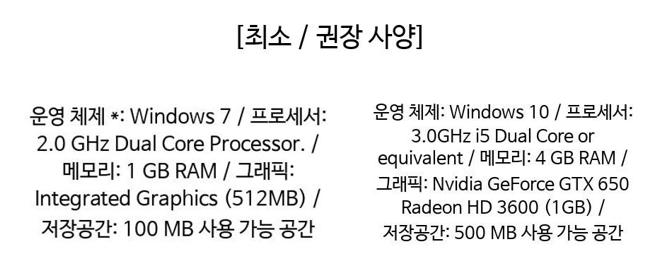 [최소 / 권장 사양]
운영 체제 *: Windows 7 / 프로세서:
2.0 GHz Dual Core Processor. /
메모리: 1 GB RAM / 그래픽:
Integrated Graphics (512MB) /
저장공간: 100 MB 사용 가능 공간
운영 체제: Windows 10 / 프로세서:
3.0GHz i5 Dual Core or
equivalent / 메모리: 4 GB RAM /
그래픽: Nvidia GeForce GTX 650
Radeon HD 3600 (1GB) /
저장공간: 500 MB 사용 가능 공간